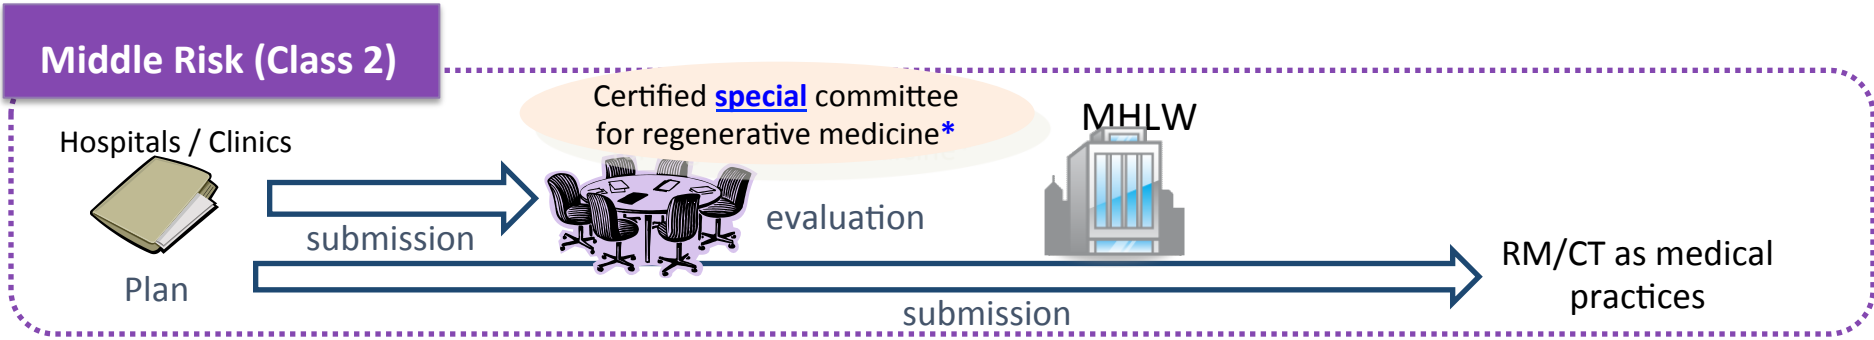 Middle Risk (Class 2)
Certified special committee
for regenerative medicine*
MHLW
Hospitals / Clinics
submission
evaluation
Plan
submission
RM/CT as medical
practices